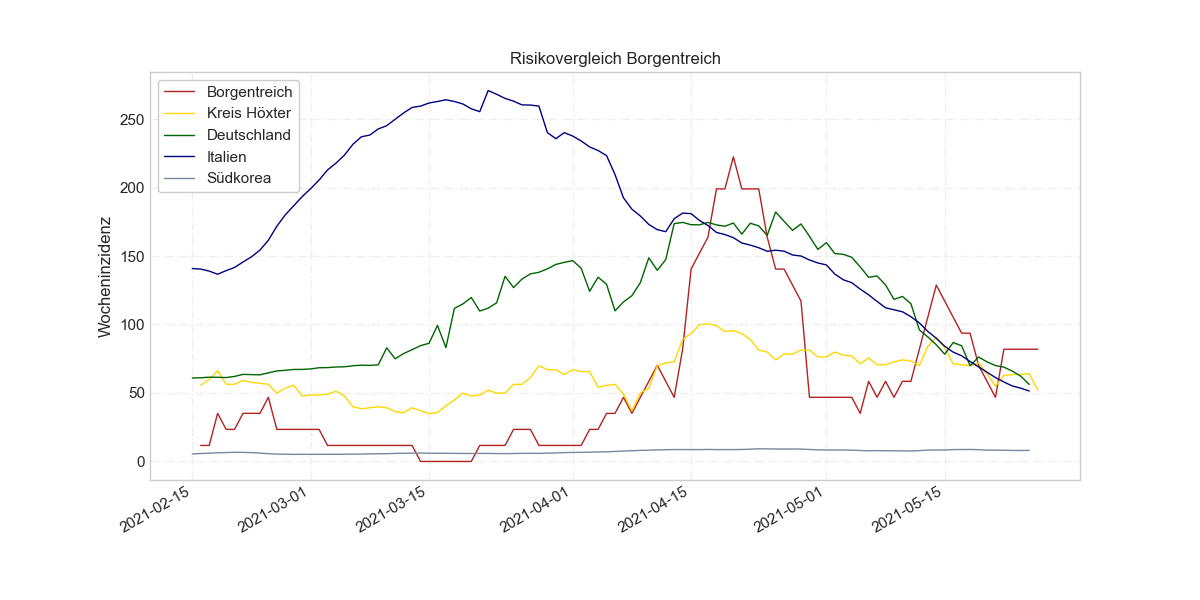 Risikovergleich Borgentreich
Borgentreich
Kreis Höxter
Deutschland
Italien
Südkorea
Wocheninzidenz
250
200
150
100
50
0
2021-02-15
2021-03-01
2021-03-15
2021-04-01
2021-04-15
2021-05-01
2021-05-15